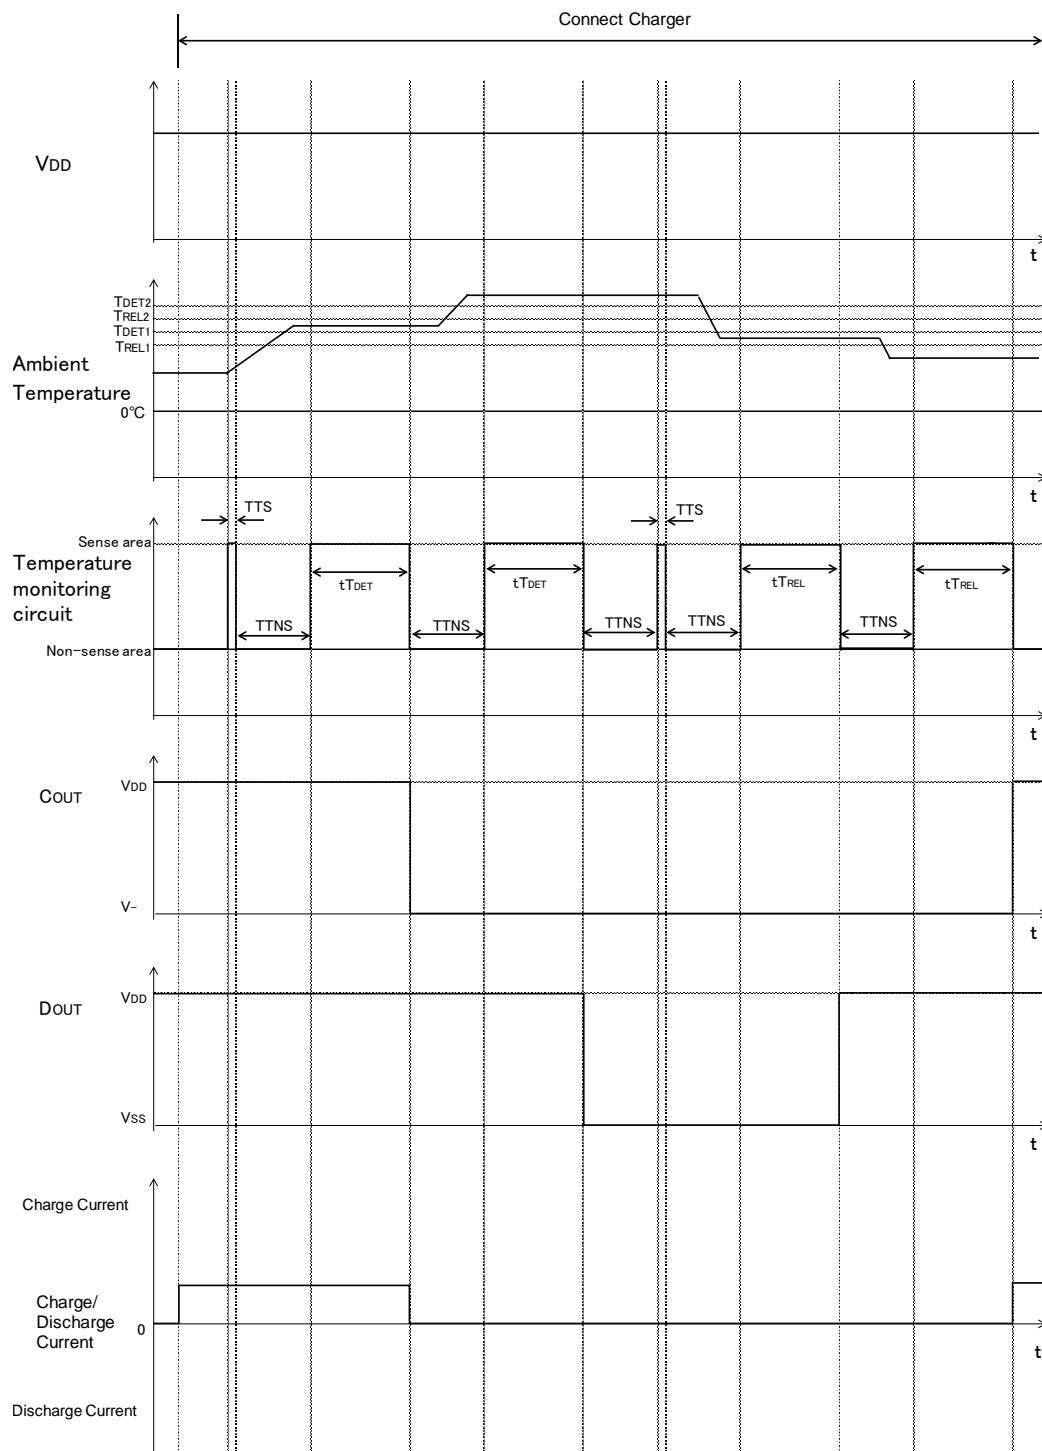 Connect Charger
VDD
t
TDET2
TREL2
TDET1
TREL1
Ambient
Temperature
0℃
t
TTS
TTS
Sense area
Temperature
monitoring
circuit
tTDET
tTDET
tTREL
tTREL
TTNS
TTNS
TTNS
TTNS
TTNS
Non-sense area
t
COUT
VDD
V-
t
DOUT
VDD
VSS
t
Charge Current
Charge/
Discharge
Current
0
t
Discharge Current